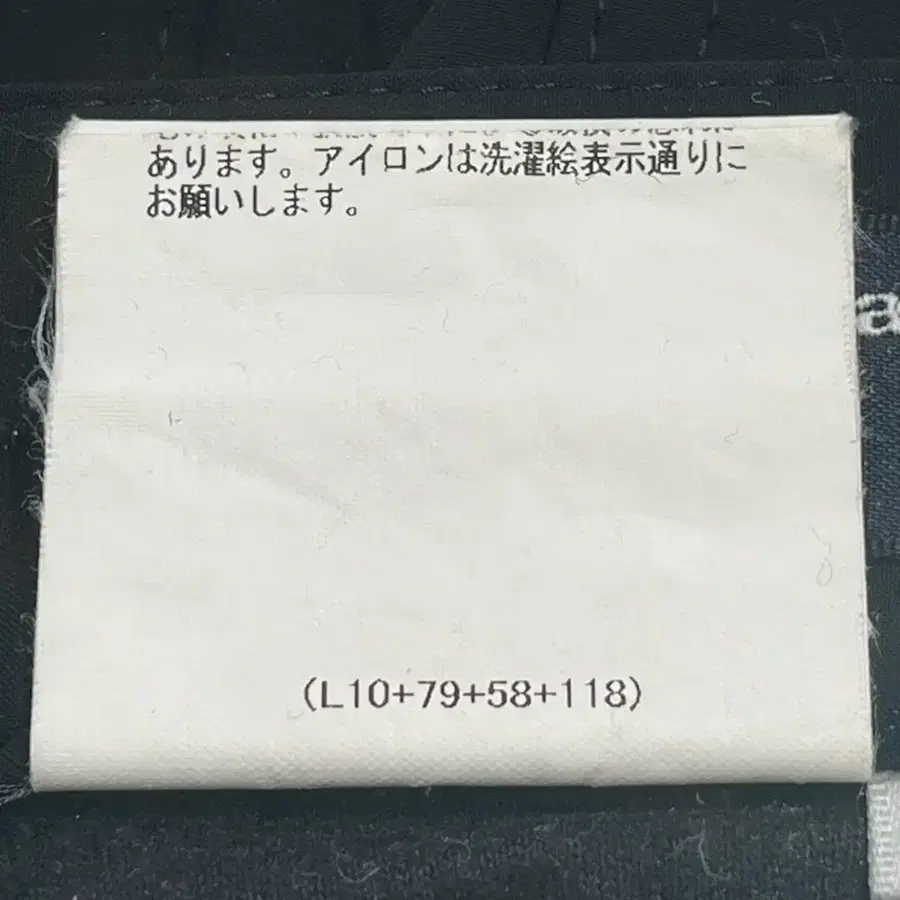 あります。アイロンは洗濯絵表示通りに
お願いします。
a
(L10+79+58+118)